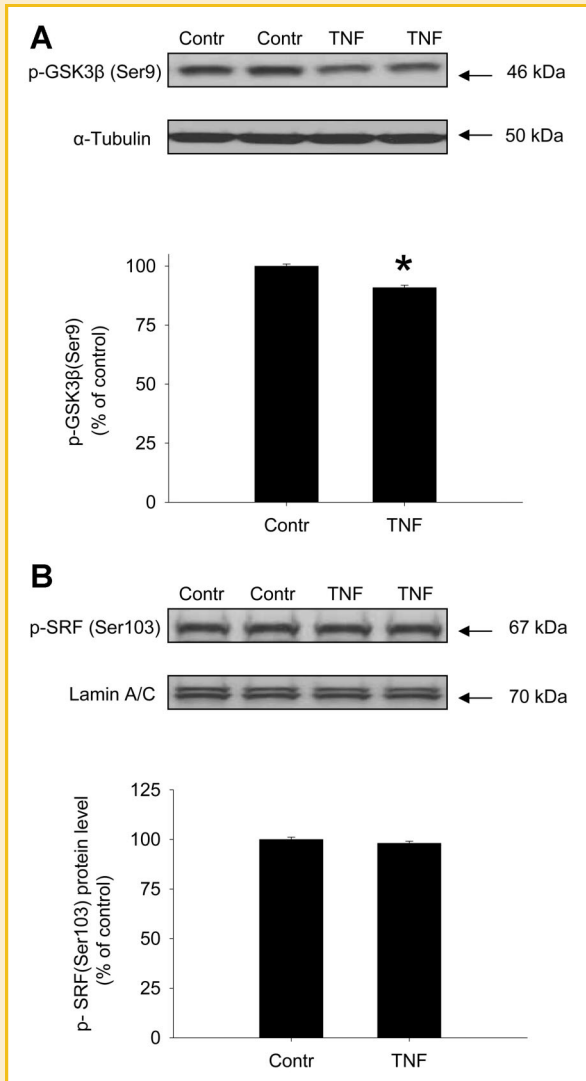 A
Contr Contr TNF TNF
p-GSK3β (Ser9)
46 kDa
α-Tubulin
50 kDa
p-GSK3β(Ser9)
(% of control)
100
75
50
25
0
*
Contr TNF
B
Contr Contr TNF TNF
p-SRF (Ser103)
67 kDa
Lamin A/C
70 kDa
p- SRF(Ser103) protein level
(% of control)
125
100
75
50
25
0
Contr TNF